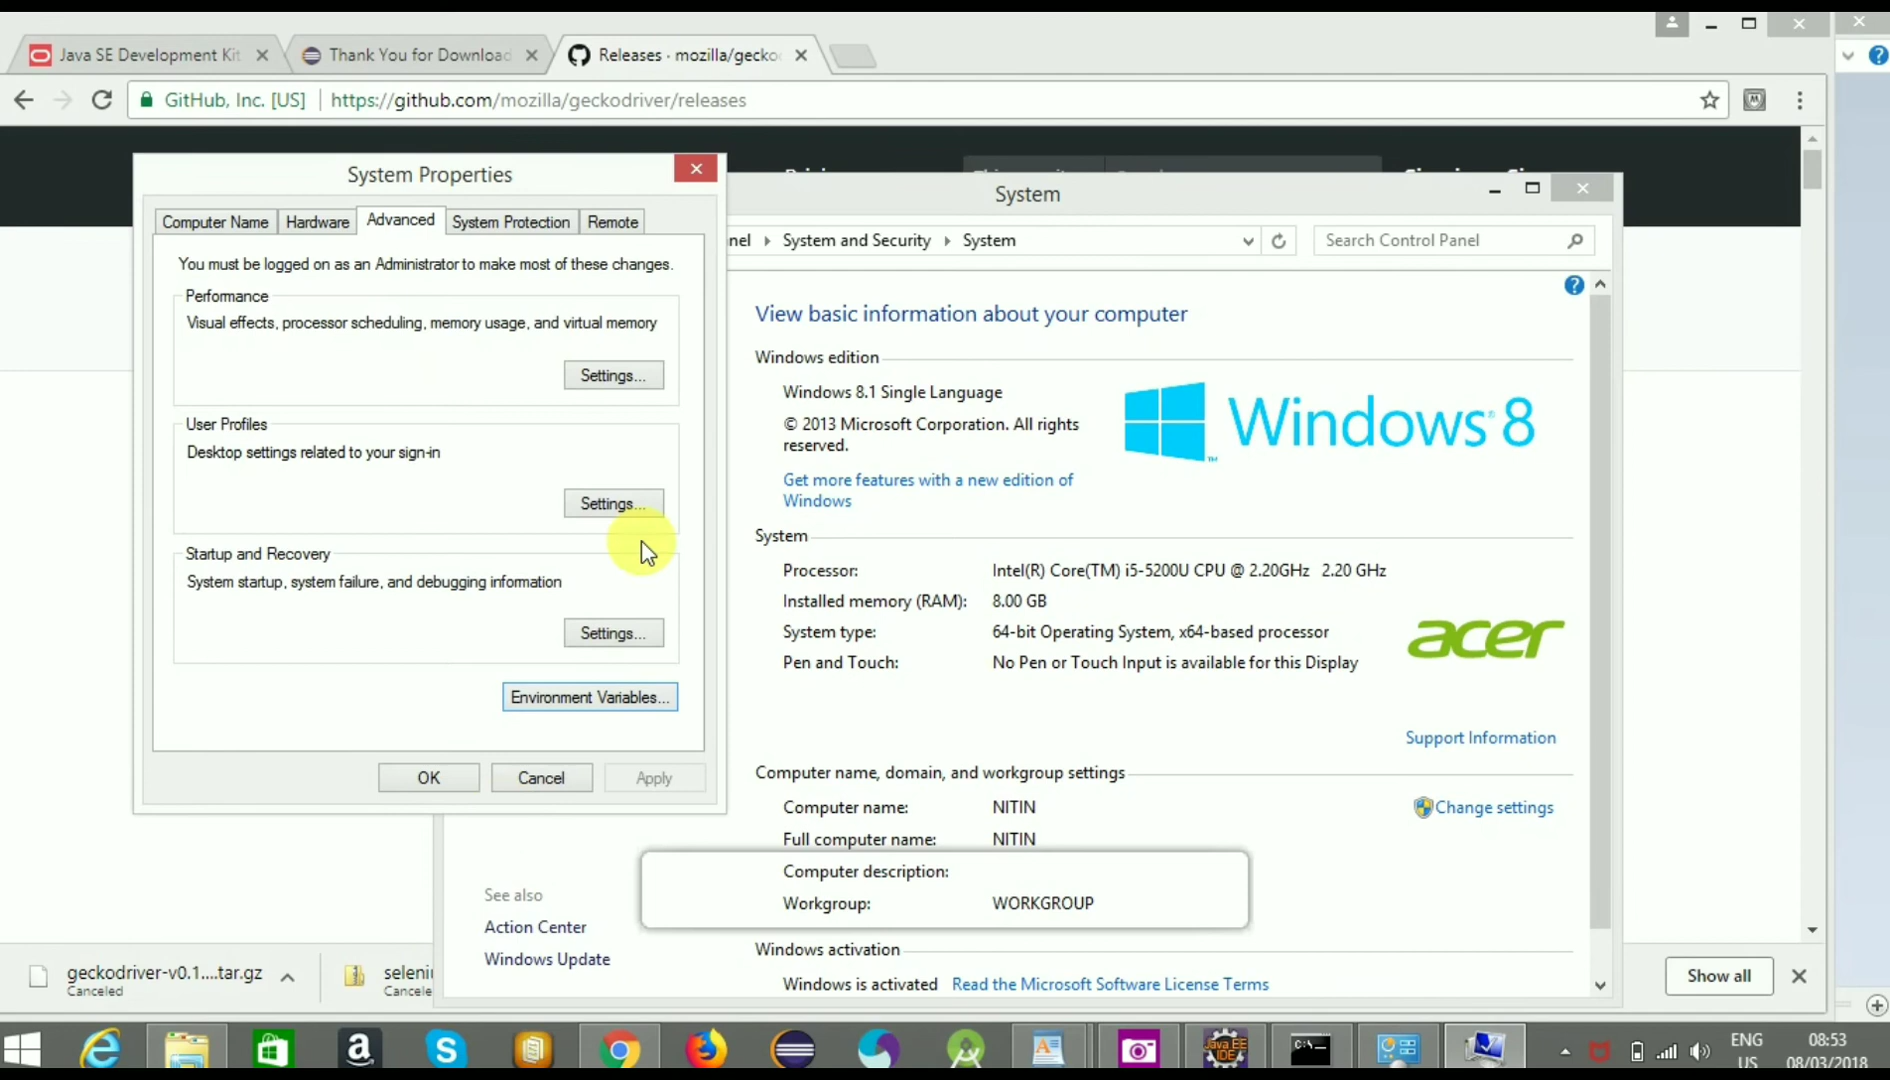 Java SE Development Kit
Thank You for Download
Releases · mozilla/gecko
GitHub, Inc. [US]
https://github.com/mozilla/geckodriver/releases
System Properties
Computer Name
Hardware
Advanced
System Protection
Remote
You must be logged on as an Administrator to make most of these changes.
Performance
Visual effects, processor scheduling, memory usage, and virtual memory
Settings...
User Profiles
Desktop settings related to your sign-in
Settings...
Startup and Recovery
System startup, system failure, and debugging information
Settings...
Environment Variables...
OK
Cancel
Apply
System
nel
System and Security
System
Search Control Panel
View basic information about your computer
Windows edition
Windows 8.1 Single Language
© 2013 Microsoft Corporation. All rights
reserved.
Get more features with a new edition of
Windows
Windows® 8
System
Processor: Intel(R) Core(TM) i5-5200U CPU @ 2.20GHz 2.20 GHz
Installed memory (RAM): 8.00 GB
System type: 64-bit Operating System, x64-based processor
Pen and Touch: No Pen or Touch Input is available for this Display
acer
Support Information
Computer name, domain, and workgroup settings
Computer name: NITIN
Change settings
Full computer name: NITIN
Computer description:
Workgroup: WORKGROUP
Windows activation
Windows is activated Read the Microsoft Software License Terms
See also
Action Center
Windows Update
geckodriver-v0.1....tar.gz
Canceled
seleni
Cancele
Show all
Java EE
IDE
C:\_
ENG
US
08:53
08/03/2018